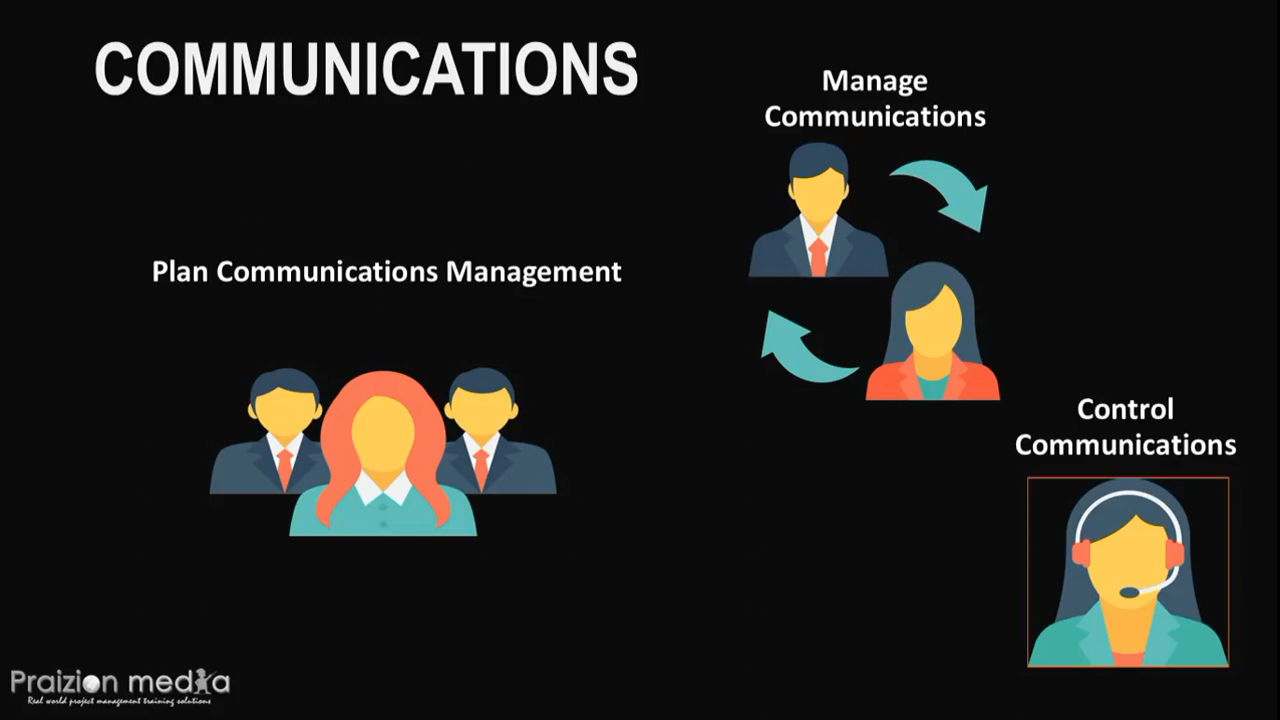 COMMUNICATIONS
Manage
Communications
Plan Communications Management
Control
Communications
Praizion media
Real world project management training solutions